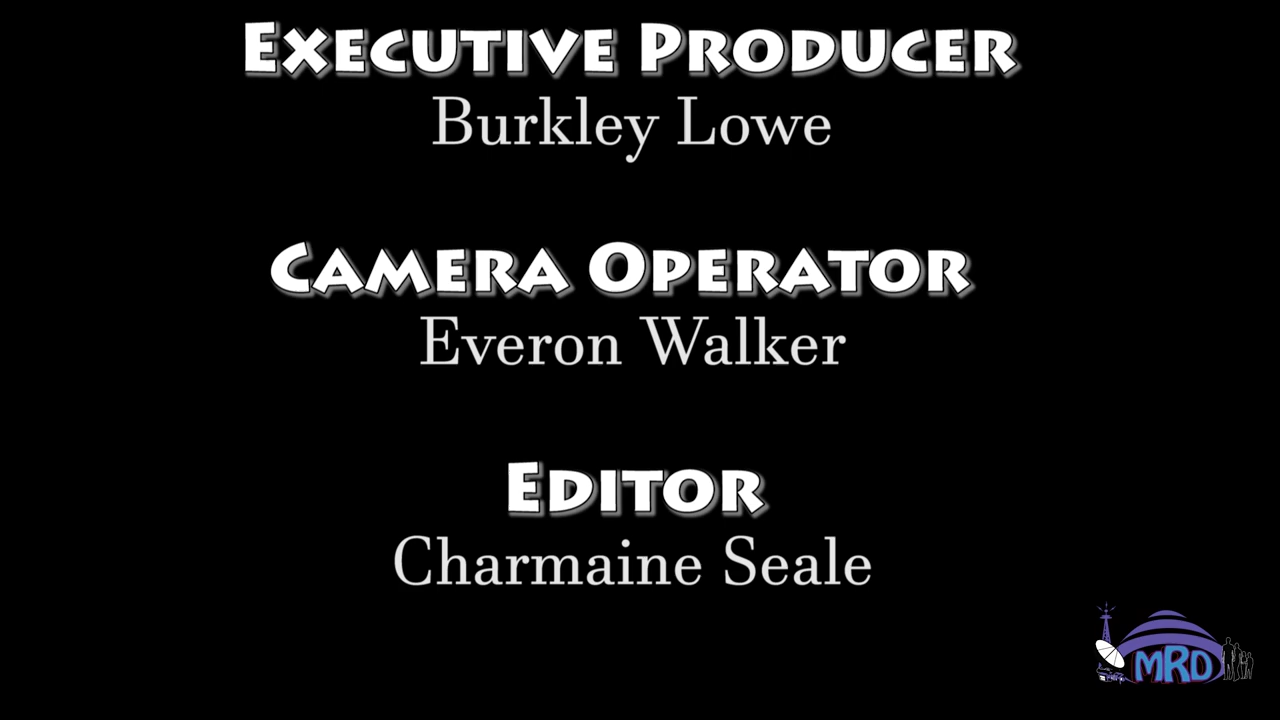 EXECUTIVE PRODUCER
Burkley Lowe
CAMERA OPERATOR
Everon Walker
EDITOR
Charmaine Seale
MRD